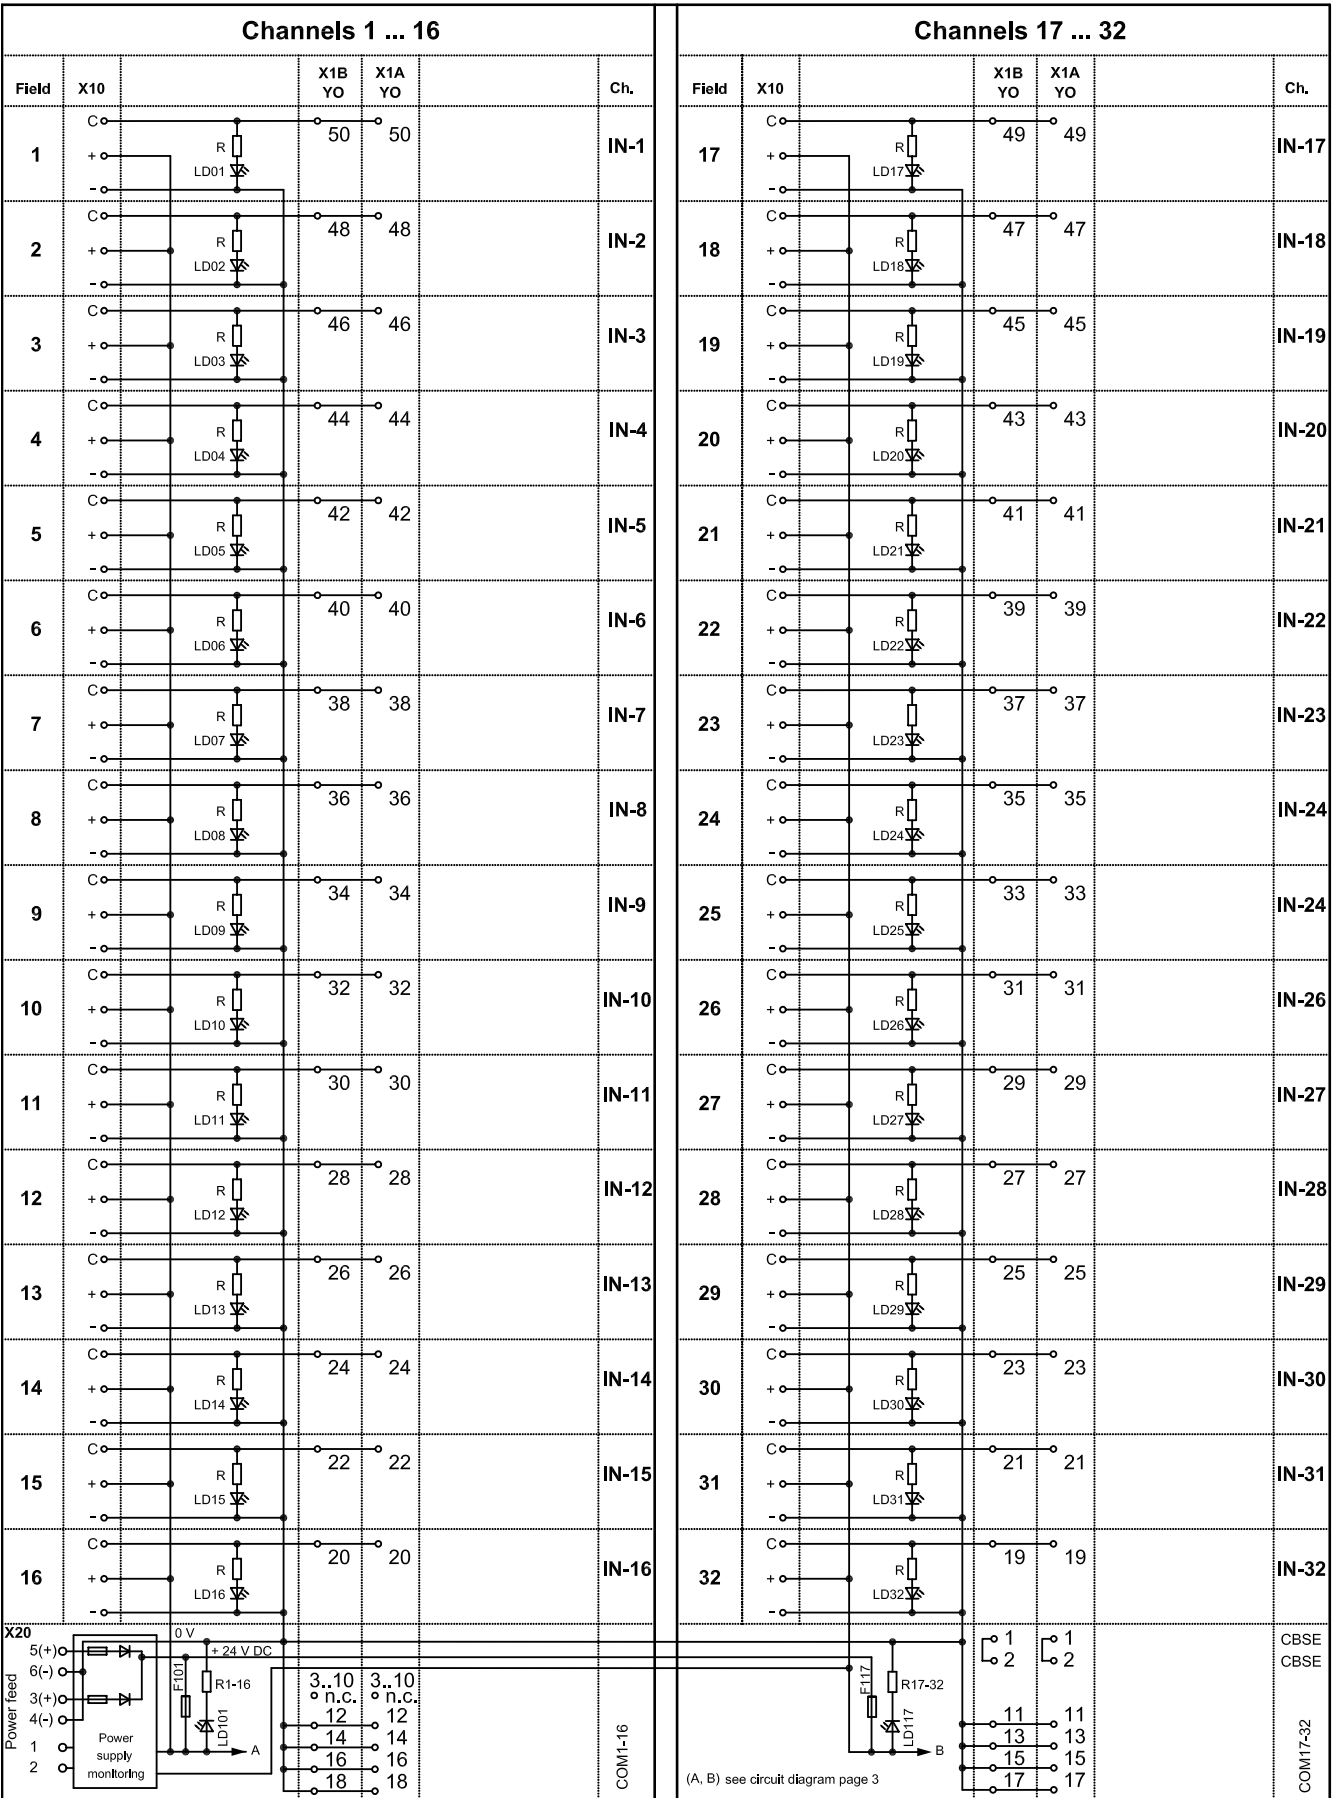 Channels 1 ... 16
Field X10 X1B YO X1A YO Ch.
1 C + - R LD01 50 50 IN-1
2 C + - R LD02 48 48 IN-2
3 C + - R LD03 46 46 IN-3
4 C + - R LD04 44 44 IN-4
5 C + - R LD05 42 42 IN-5
6 C + - R LD06 40 40 IN-6
7 C + - R LD07 38 38 IN-7
8 C + - R LD08 36 36 IN-8
9 C + - R LD09 34 34 IN-9
10 C + - R LD10 32 32 IN-10
11 C + - R LD11 30 30 IN-11
12 C + - R LD12 28 28 IN-12
13 C + - R LD13 26 26 IN-13
14 C + - R LD14 24 24 IN-14
15 C + - R LD15 22 22 IN-15
16 C + - R LD16 20 20 IN-16
X20
Power feed
5(+)
6(-)
3(+)
4(-)
1
2
Power
supply
monitoring
0 V
+ 24 V DC
F101
R1-16
LD101
A
3..10 3..10
n.c. n.c.
12 12
14 14
16 16
18 18
COM1-16
Channels 17 ... 32
Field X10 X1B YO X1A YO Ch.
17 C + - R LD17 49 49 IN-17
18 C + - R LD18 47 47 IN-18
19 C + - R LD19 45 45 IN-19
20 C + - R LD20 43 43 IN-20
21 C + - R LD21 41 41 IN-21
22 C + - R LD22 39 39 IN-22
23 C + - R LD23 37 37 IN-23
24 C + - R LD24 35 35 IN-24
25 C + - R LD25 33 33 IN-24
26 C + - R LD26 31 31 IN-26
27 C + - R LD27 29 29 IN-27
28 C + - R LD28 27 27 IN-28
29 C + - R LD29 25 25 IN-29
30 C + - R LD30 23 23 IN-30
31 C + - R LD31 21 21 IN-31
32 C + - R LD32 19 19 IN-32
1 1 CBSE
2 2 CBSE
F117
R17-32
LD117
B
11 11
13 13
15 15
17 17
COM17-32
(A, B) see circuit diagram page 3